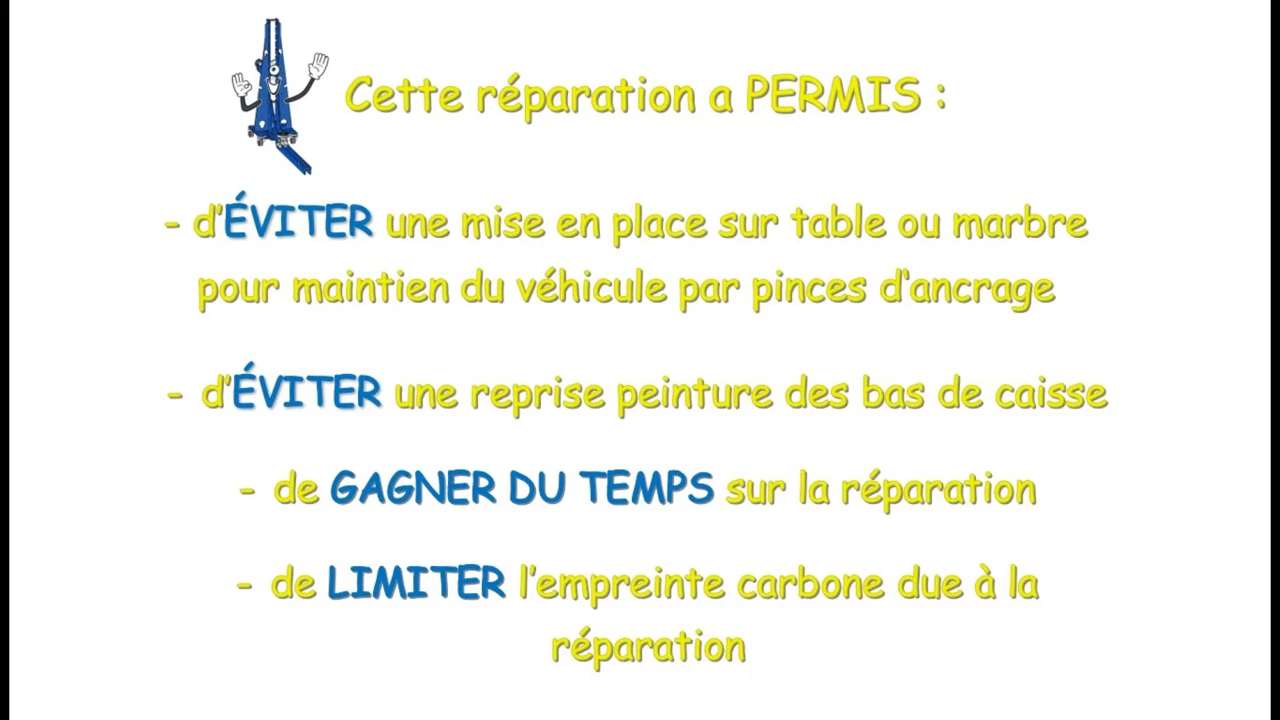 Cette réparation a PERMIS :
- d'ÉVITER une mise en place sur table ou marbre
pour maintien du véhicule par pinces d'ancrage
- d'ÉVITER une reprise peinture des bas de caisse
- de GAGNER DU TEMPS sur la réparation
- de LIMITER l'empreinte carbone due à la
réparation